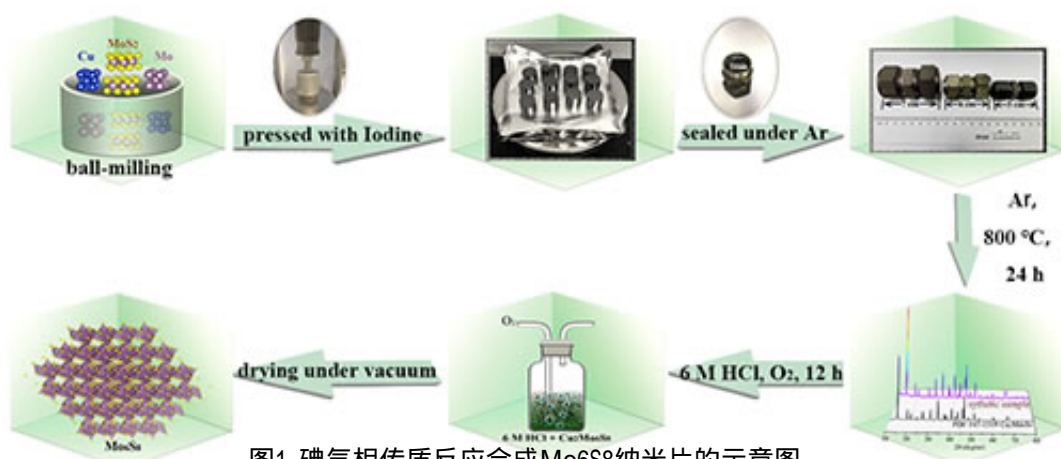 Cu
MoS2
Mo
ball-milling
pressed with Iodine
sealed under Ar
Ar,
800 °C,
24 h
6 M HCl, O2, 12 h
synthetic sample
O2
6 M HCl + Cu2Mo6S8
drying under vacuum
Mo6S8
图1 碘气相传质反应合成Mo6S8纳米片的示意图